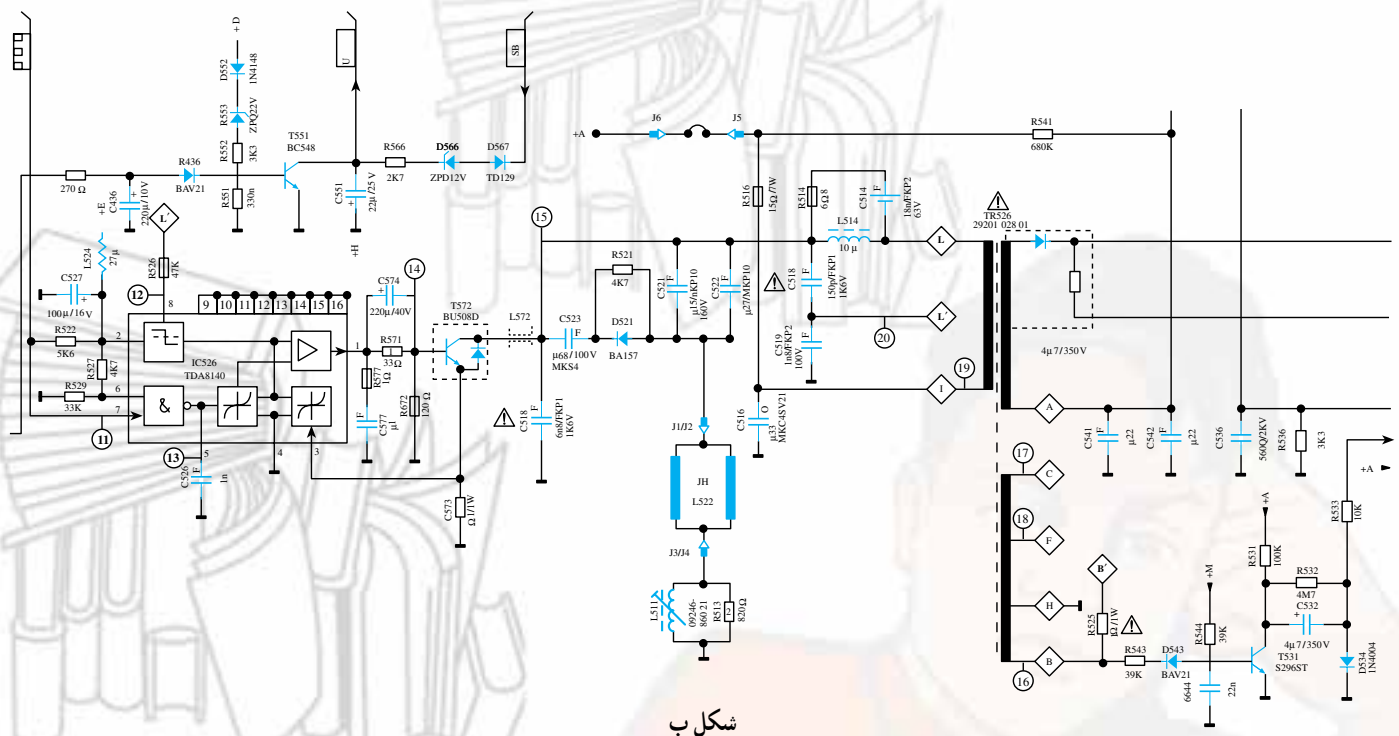 +D
U
SB
D552
1N4148
R553
ZPQ22V
R552
3K3
R551
330n
T551
BC548
R436
BAV21
270 Ω
C436
220μ/10V
+E
L'
L524
27μ
R526
47K
C551
22μ/25 V
+H
R566
2K7
D566
ZPD12V
D567
TD129
C527
100μ/16 V
12
8
9 10 11 12 13 14 15 16
R522
5K6
2
R527
4K7
R529
33K
6
7
11
IC526
TDA8140
&
1
13
5
4
3
C526
F
1n
C574
220μ/40V
14
R571
33Ω
R577
1Ω
C577
F
μ1
R672
120 Ω
T572
BU508D
L572
C573
Ω 1/1W
15
C523
F
μ68/100V
MKS4
C518
F
6n8/FKP1
1K6V
R521
4K7
D521
BA157
C521
F
μ15/nKP10
160V
C522
F
μ27/MKP10
J1/J2
JH
L522
J3/J4
L511
09246-
860 21
R513
2
820Ω
+A
J6
J5
R516
15Ω/7W
R514
6Ω8
C514
F
18n/FKP2
63V
L514
10 μ
C518
F
150p/FKP1
1K6V
C519
F
1n8/FKP2
100V
C516
O
μ33
MKC4SV21
20
19
L
L'
I
R541
680K
TR526
29201 028 01
4μ7/350V
A
C541
F
μ22
C542
F
μ22
C536
560Q/2KV
R536
3K3
+A
17
C
18
F
H
16
B
B'
R525
1Ω/1W
R543
39K
D543
BAV21
+M
R544
39K
6644
22n
+A
R531
100K
R532
4M7
C532
4μ7/350V
T531
S296ST
R533
10K
D534
1N4004
شکل ب